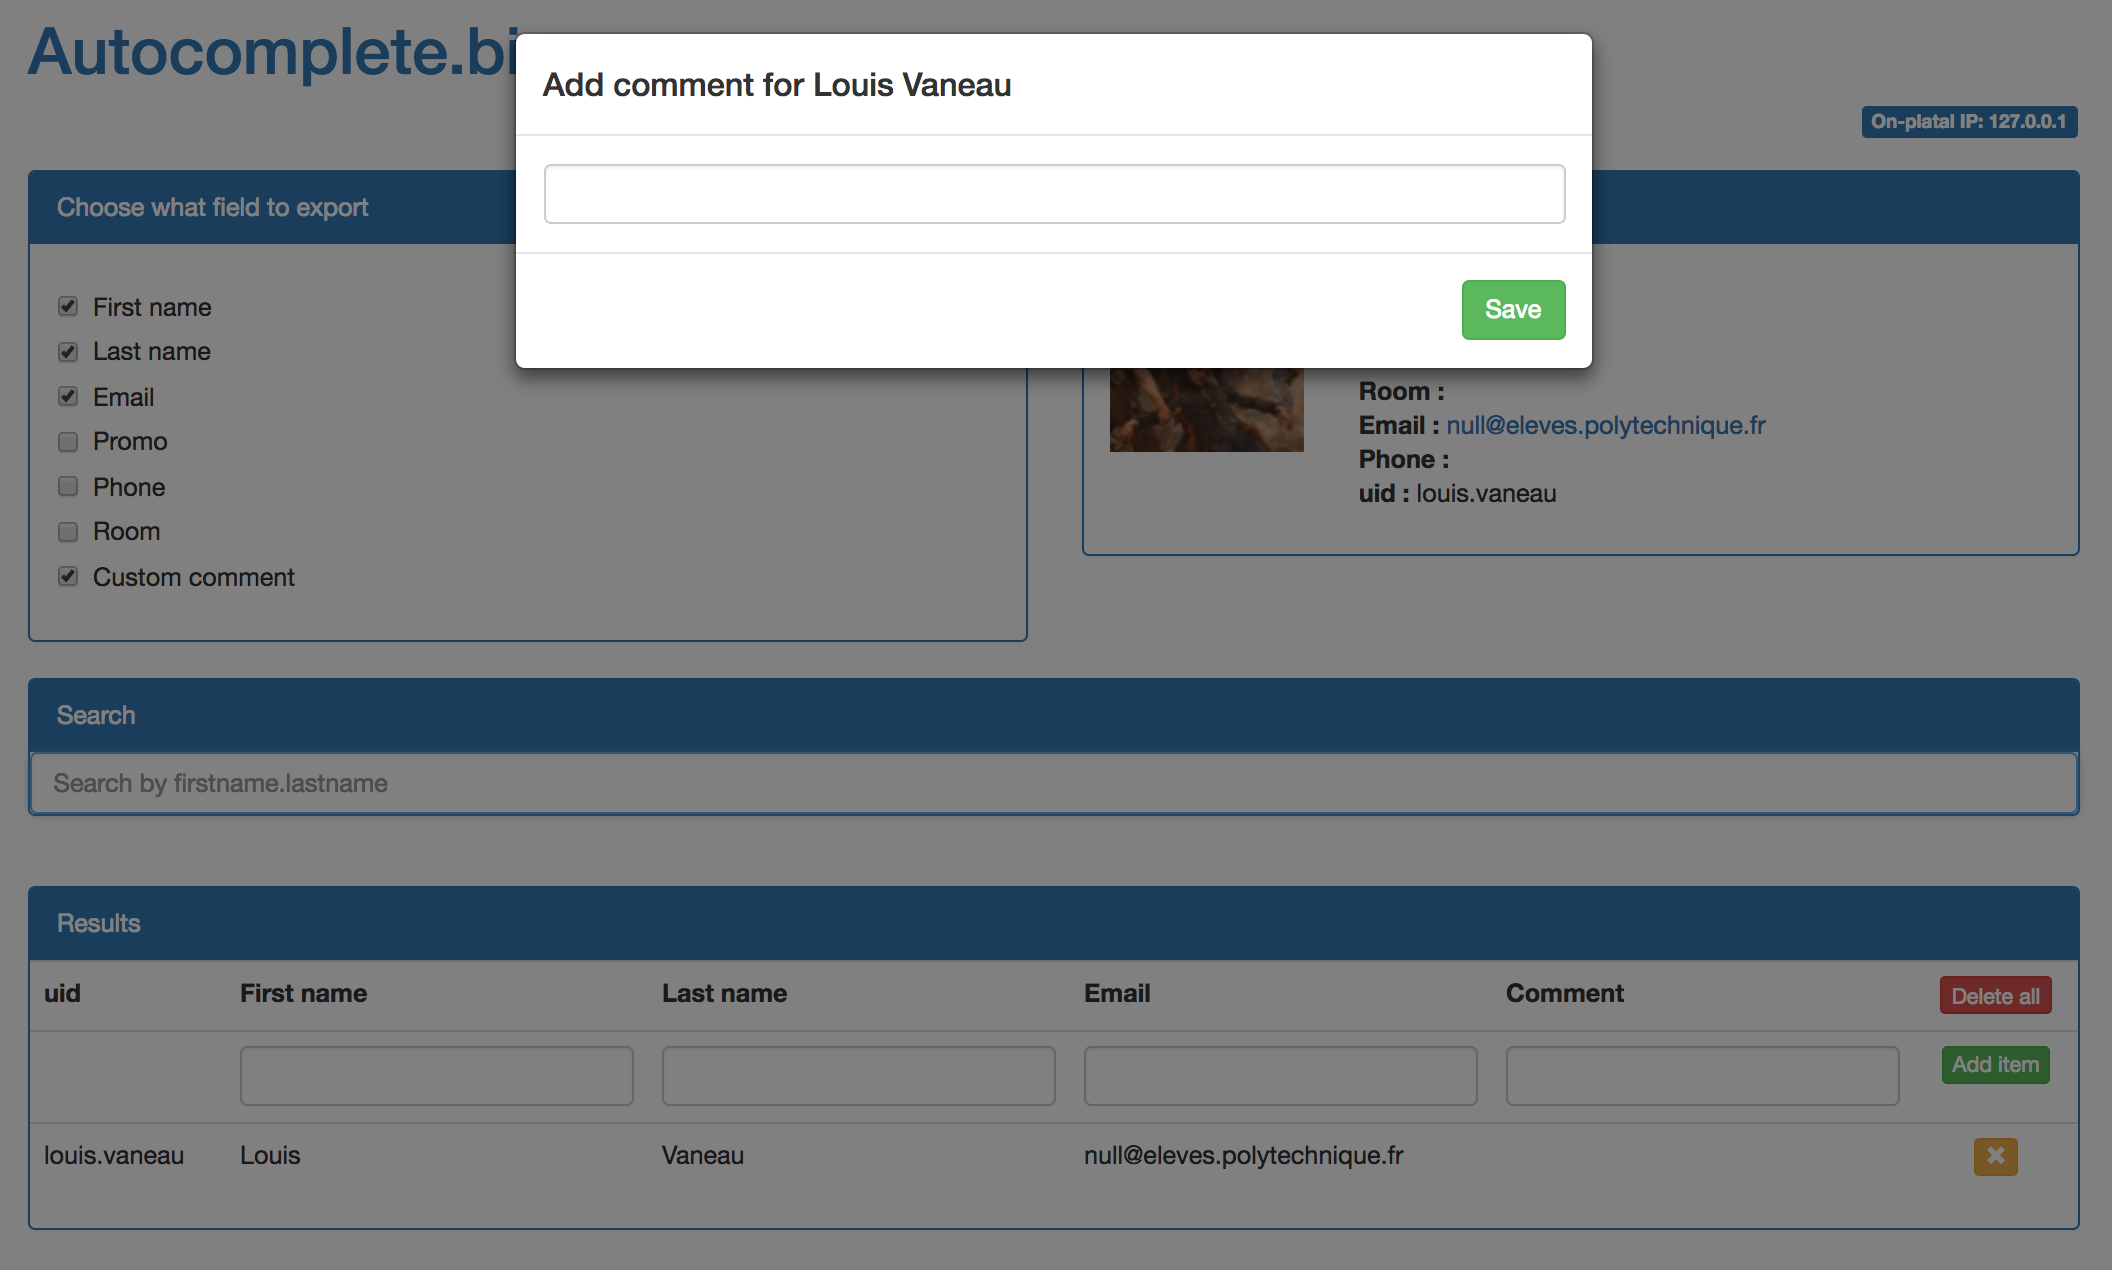 Autocomplete.bi
Add comment for Louis Vaneau
Save
On-platal IP: 127.0.0.1
Choose what field to export
First name
Last name
Email
Promo
Phone
Room
Custom comment
Room :
Email : null@eleves.polytechnique.fr
Phone :
uid : louis.vaneau
Search
Search by firstname.lastname
Results
uid First name Last name Email Comment Delete all
Add item
louis.vaneau Louis Vaneau null@eleves.polytechnique.fr